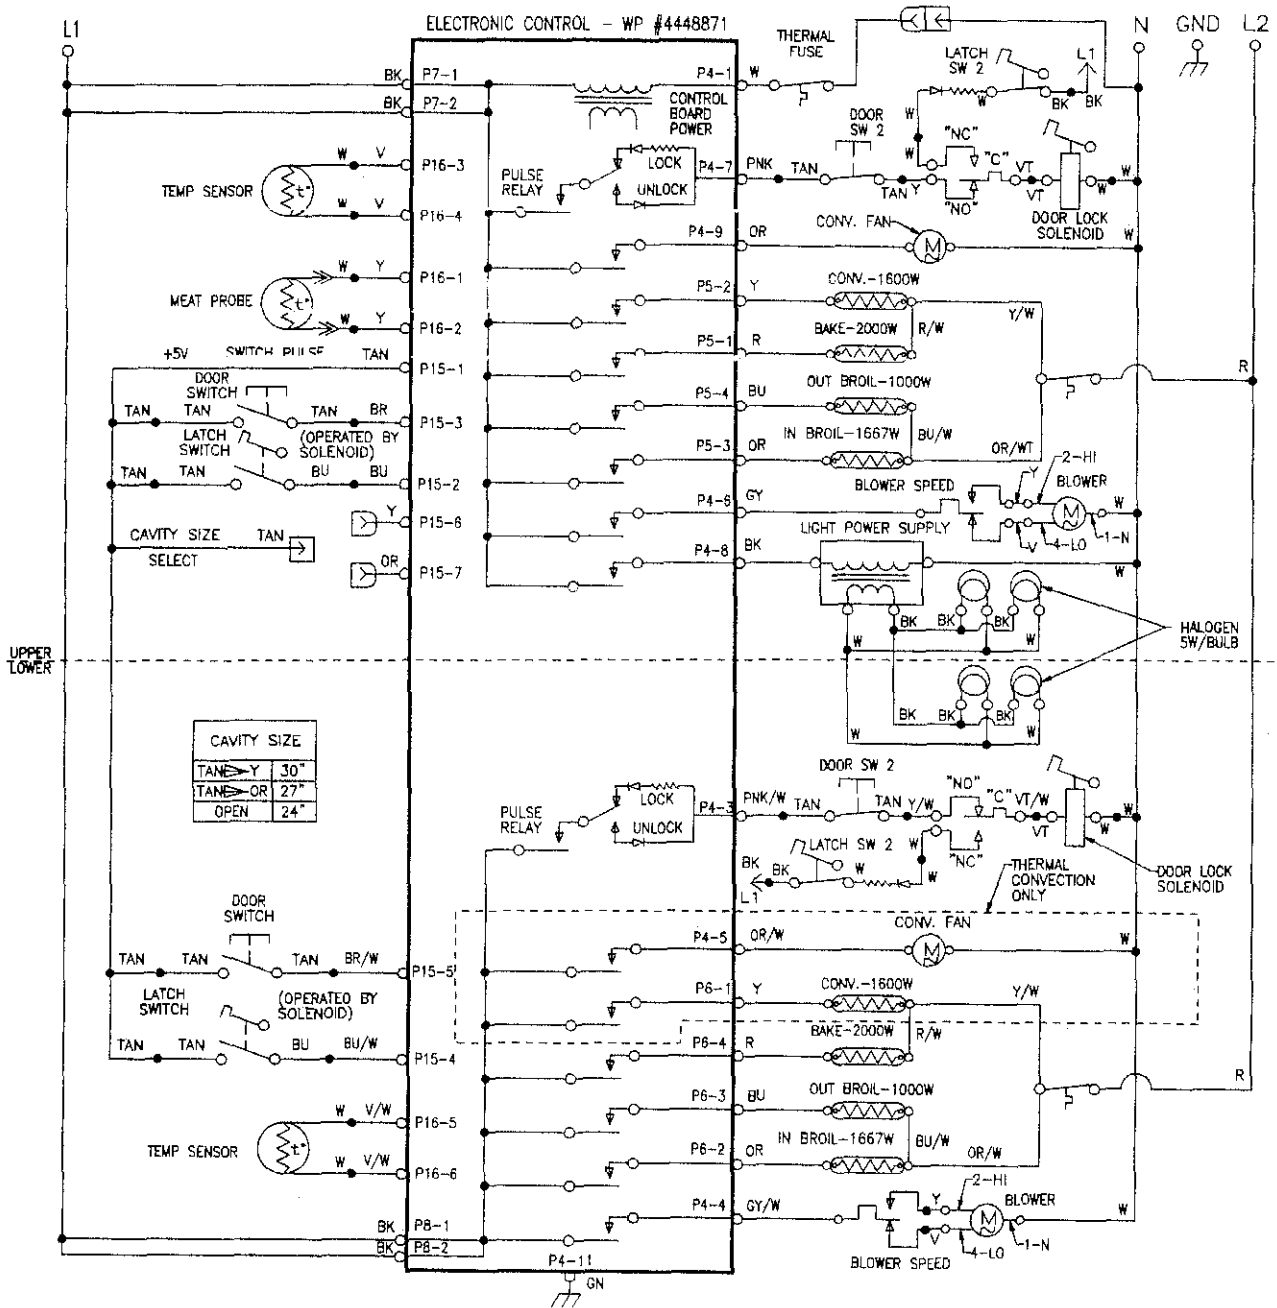 ELECTRONIC CONTROL - WP #4448871
L1
N
GND
L2
THERMAL
FUSE
LATCH
SW 2
L1
BK
P7-1
P4-1
W
BK
P7-2
CONTROL
BOARD
POWER
DOOR
SW 2
W
BK
BK
W
"NC"
W
V
P16-3
TEMP SENSOR
t°
W
V
P16-4
PULSE
RELAY
LOCK
UNLOCK
P4-7
PNK
TAN
TAN
Y
W
"C"
VT
VT
"NO"
W
W
DOOR LOCK
SOLENOID
P4-9
OR
CONV. FAN
M
W
W
Y
P16-1
MEAT PROBE
t°
W
Y
P16-2
P5-2
Y
CONV.-1600W
Y/W
BAKE-2000W
R/W
P5-1
R
+5V
SWITCH PULSE
TAN
P15-1
R
DOOR
SWITCH
TAN
TAN
TAN
BR
P15-3
P5-4
BU
OUT BROIL-1000W
LATCH
SWITCH
(OPERATED BY
SOLENOID)
IN BROIL-1667W
BU/W
P5-3
OR
OR/WT
TAN
TAN
BU
BU
P15-2
BLOWER SPEED
Y
2-HI
BLOWER
P4-6
GY
M
W
V
4-LO
1-N
Y
P15-6
LIGHT POWER SUPPLY
CAVITY SIZE
TAN
SELECT
P4-8
BK
W
OR
P15-7
BK
BK
W
HALOGEN
SW/BULB
UPPER
LOWER
BK
BK
W
CAVITY SIZE
TAN Y 30"
TAN OR 27"
OPEN 24"
DOOR SW 2
"NO"
PULSE
RELAY
LOCK
UNLOCK
P4-3
PNK/W
TAN
TAN
Y/W
"C"
VT/W
VT
W
W
LATCH SW 2
W
"NC"
BK
BK
W
W
L1
THERMAL
CONVECTION
ONLY
DOOR LOCK
SOLENOID
DOOR
SWITCH
CONV. FAN
P4-5
OR/W
M
W
TAN
TAN
TAN
BR/W
P15-5
LATCH
SWITCH
(OPERATED BY
SOLENOID)
P6-1
Y
CONV.-1600W
Y/W
BAKE-2000W
R/W
TAN
TAN
BU
BU/W
P15-4
P6-4
R
R
P6-3
BU
OUT BROIL-1000W
W
V/W
P16-5
TEMP SENSOR
t°
W
V/W
P16-6
IN BROIL-1667W
BU/W
P6-2
OR
OR/W
2-HI
Y
BLOWER
P4-4
GY/W
M
W
V
4-LO
1-N
BLOWER SPEED
BK
P8-1
BK
P8-2
P4-11
GN